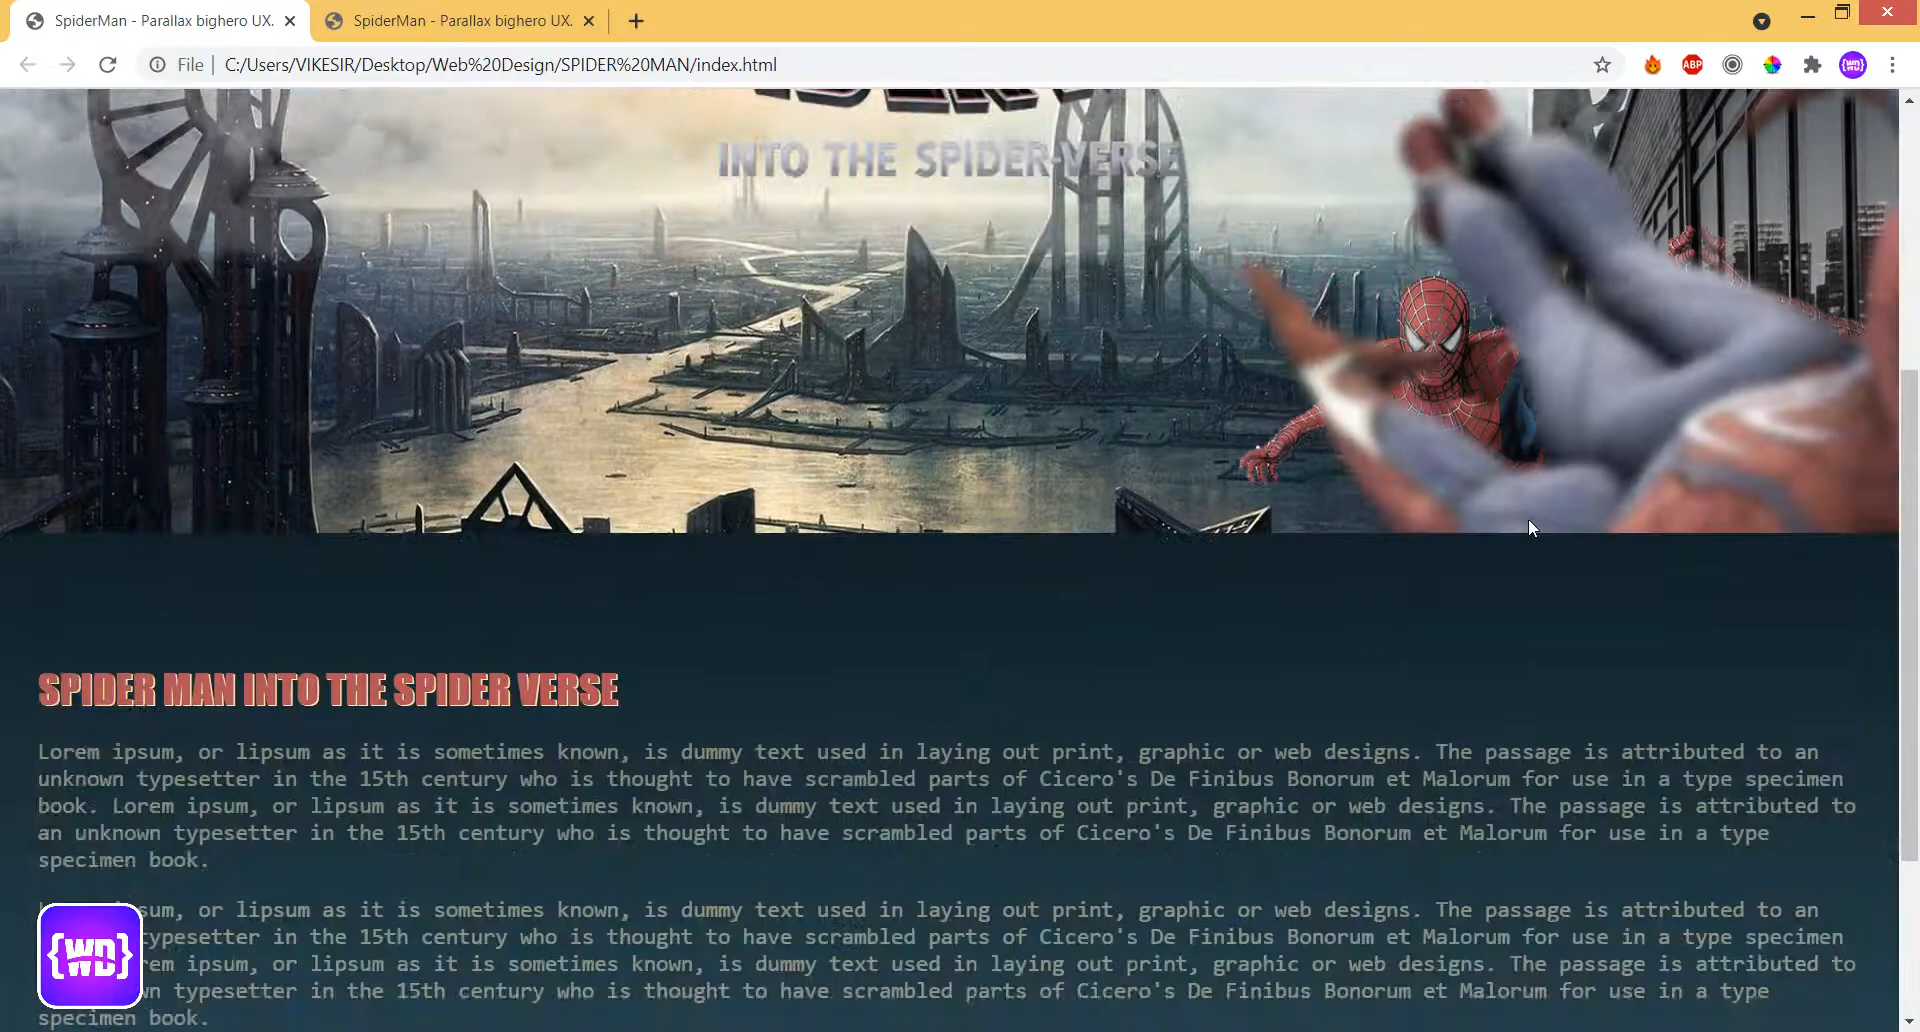 SpiderMan - Parallax bighero UX.
SpiderMan - Parallax bighero UX.
File
C:/Users/VIKESIR/Desktop/Web%20Design/SPIDER%20MAN/index.html
ABP
{WD}
INTO THE SPIDER-VERSE
SPIDER MAN INTO THE SPIDER VERSE
Lorem ipsum, or lipsum as it is sometimes known, is dummy text used in laying out print, graphic or web designs. The passage is attributed to an
unknown typesetter in the 15th century who is thought to have scrambled parts of Cicero's De Finibus Bonorum et Malorum for use in a type specimen
book. Lorem ipsum, or lipsum as it is sometimes known, is dummy text used in laying out print, graphic or web designs. The passage is attributed to
an unknown typesetter in the 15th century who is thought to have scrambled parts of Cicero's De Finibus Bonorum et Malorum for use in a type
specimen book.
sum, or lipsum as it is sometimes known, is dummy text used in laying out print, graphic or web designs. The passage is attributed to an
typesetter in the 15th century who is thought to have scrambled parts of Cicero's De Finibus Bonorum et Malorum for use in a type specimen
rem ipsum, or lipsum as it is sometimes known, is dummy text used in laying out print, graphic or web designs. The passage is attributed to
wn typesetter in the 15th century who is thought to have scrambled parts of Cicero's De Finibus Bonorum et Malorum for use in a type
specimen book.
{WD}